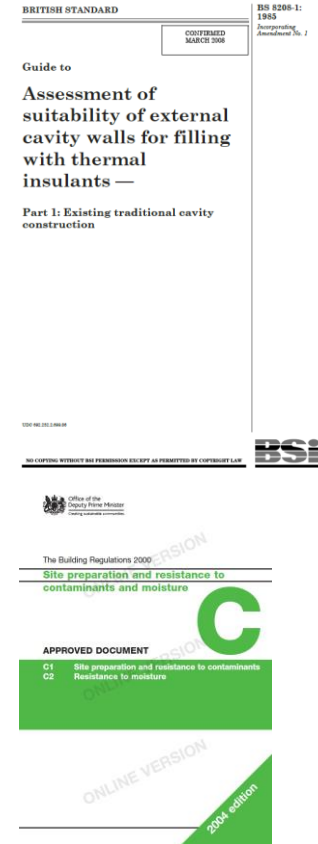 BRITISH STANDARD
BS 8208-1:
1985
Incorporating
Amendment No. 1
CONFIRMED
MARCH 2008
Guide to
Assessment of
suitability of external
cavity walls for filling
with thermal
insulants —
Part 1: Existing traditional cavity
construction
NO COPYING WITHOUT BSI PERMISSION EXCEPT AS PERMITTED BY COPYRIGHT LAW
BSi
Office of the
Deputy Prime Minister
Creating sustainable communities
The Building Regulations 2000
ONLINE VERSION
Site preparation and resistance to
contaminants and moisture
C
ONLINE VERSION
APPROVED DOCUMENT
C1 Site preparation and resistance to contaminants
C2 Resistance to moisture
ONLINE VERSION
2004 edition